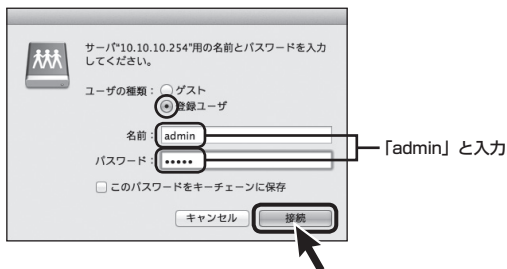 サーバ"10.10.10.254"用の名前とパスワードを入力
してください。
ユーザの種類： ゲスト
登録ユーザ
名前： admin
「admin」と入力
パスワード： •••••
このパスワードをキーチェーンに保存
キャンセル 接続